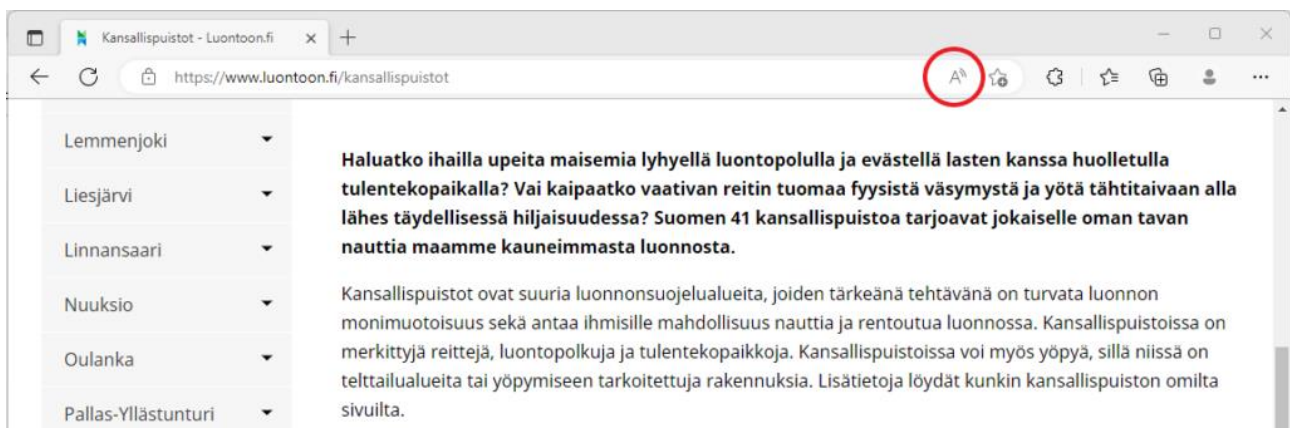 Kansallispuistot - Luontoon.fi
https://www.luontoon.fi/kansallispuistot
Lemmenjoki
Liesjärvi
Linnansaari
Nuuksio
Oulanka
Pallas-Yllästunturi
Haluatko ihailla upeita maisemia lyhyellä luontopolulla ja evästellä lasten kanssa huolletulla
tulentekopaikalla? Vai kaipaatko vaativan reitin tuomaa fyysistä väsymystä ja yötä tähtitaivaan alla
lähes täydellisessä hiljaisuudessa? Suomen 41 kansallispuistoa tarjoavat jokaiselle oman tavan
nauttia maamme kauneimmasta luonnosta.
Kansallispuistot ovat suuria luonnonsuojelualueita, joiden tärkeänä tehtävänä on turvata luonnon
monimuotoisuus sekä antaa ihmisille mahdollisuus nauttia ja rentoutua luonnossa. Kansallispuistoissa on
merkittyjä reittejä, luontopolkuja ja tulentekopaikkoja. Kansallispuistoissa voi myös yöpyä, sillä niissä on
telttailualueita tai yöpymiseen tarkoitettuja rakennuksia. Lisätietoja löydät kunkin kansallispuiston omilta
sivuilta.